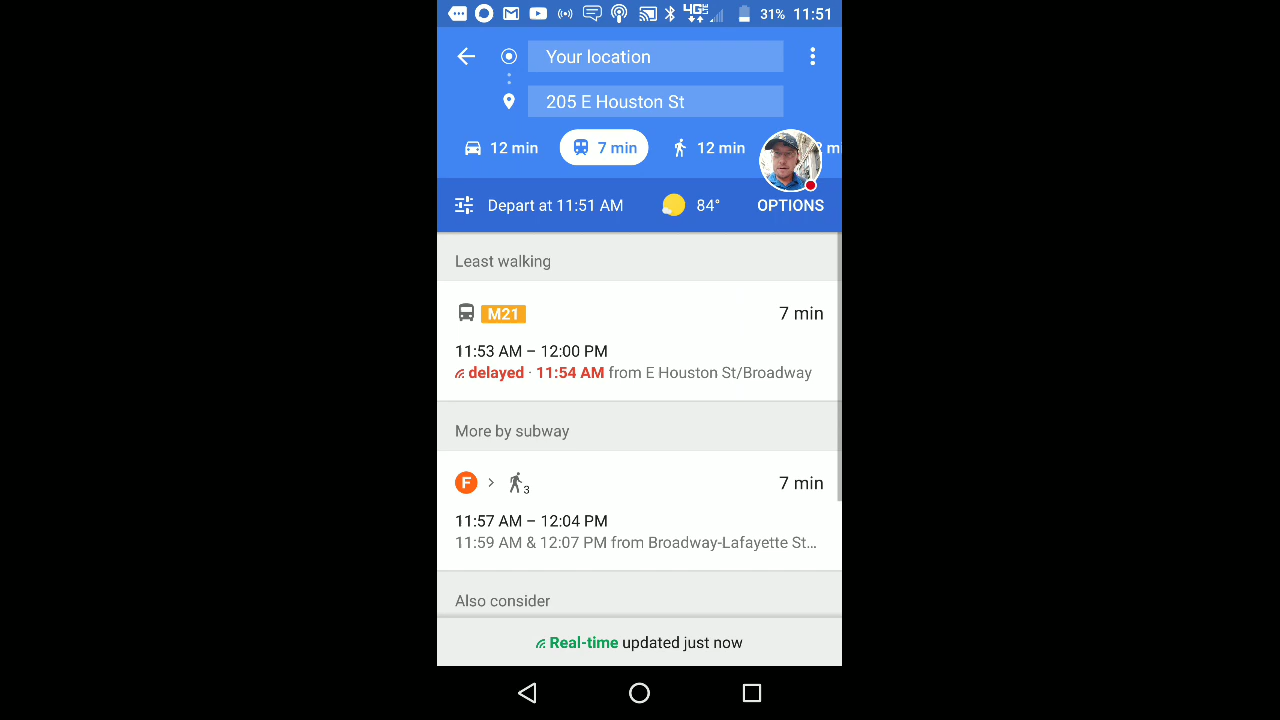 4G 31% 11:51
Your location
205 E Houston St
12 min 7 min 12 min m
Depart at 11:51 AM 84° OPTIONS
Least walking
M21 7 min
11:53 AM – 12:00 PM
delayed · 11:54 AM from E Houston St/Broadway
More by subway
F > 3 7 min
11:57 AM – 12:04 PM
11:59 AM & 12:07 PM from Broadway-Lafayette St...
Also consider
Real-time updated just now